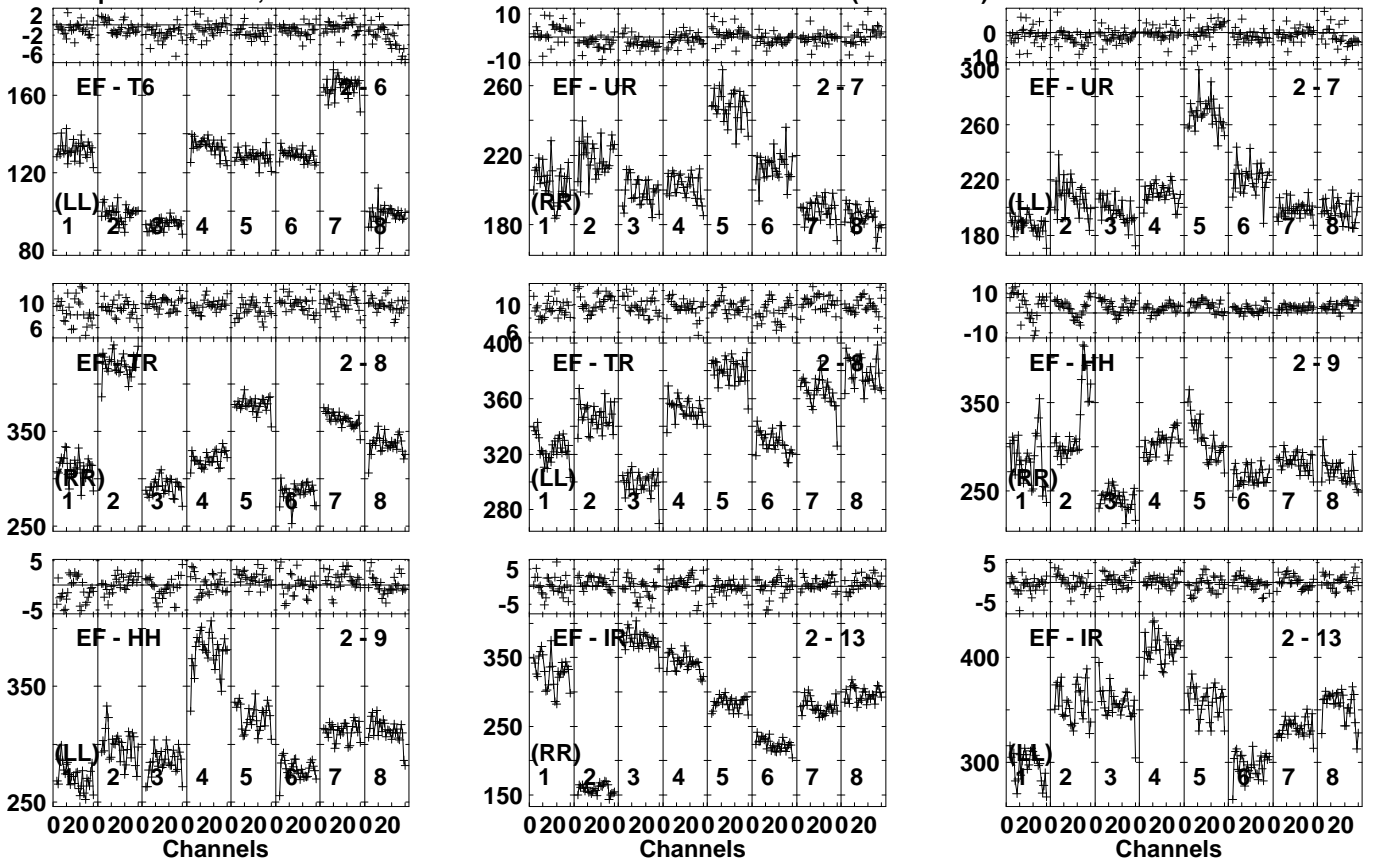 2 10
-2 0 0
-6 -10 -10
160 EF - T6 2 - 6 260 EF - UR 2 - 7 300 EF - UR 2 - 7
260
120 220 220
(LL) (RR) (LL)
1 2 3 4 5 6 7 8 180 1 2 3 4 5 6 7 8 180 1 2 3 4 5 6 7 8
80
10 10 10
6 6 -10
EF - TR 2 - 8 400 EF - TR 2 - 8 EF - HH 2 - 9
350 360 350
320
(RR) (LL) (RR)
1 2 3 4 5 6 7 8 1 2 3 4 5 6 7 8 250 1 2 3 4 5 6 7 8
250 280
5 5 5
-5 -5 -5
EF - HH 2 - 9 EF - IR 2 - 13 EF - IR 2 - 13
350 350 400
250
(LL) (RR) (LL)
1 2 3 4 5 6 7 8 1 2 3 4 5 6 7 8 300 1 2 3 4 5 6 7 8
250 150
0 20 0 20 0 20 0 20 0 20 0 20 0 20 0 20 0 20 0 20 0 20 0 20 0 20 0 20 0 20 0 20 0 20 0 20 0 20 0 20 0 20 0 20 0 20 0 20
Channels Channels Channels